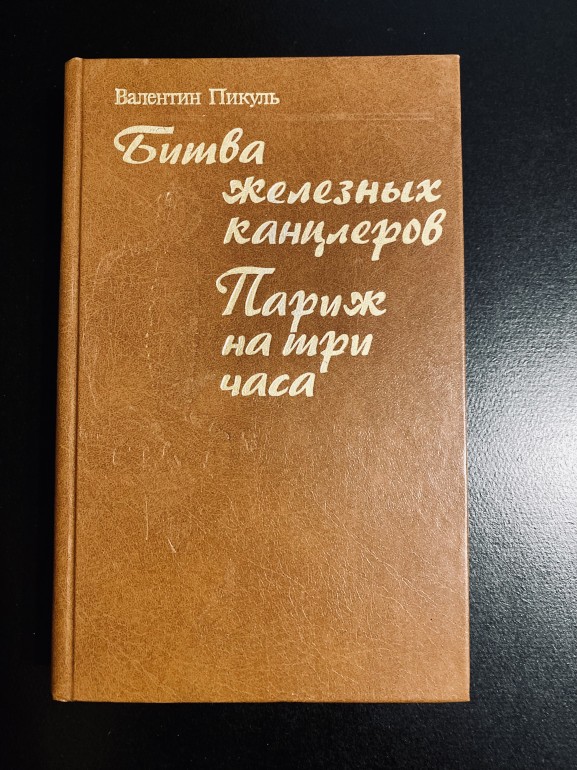 Валентин Пикуль
Битва
железных
канцлеров
Париж
на три
часа